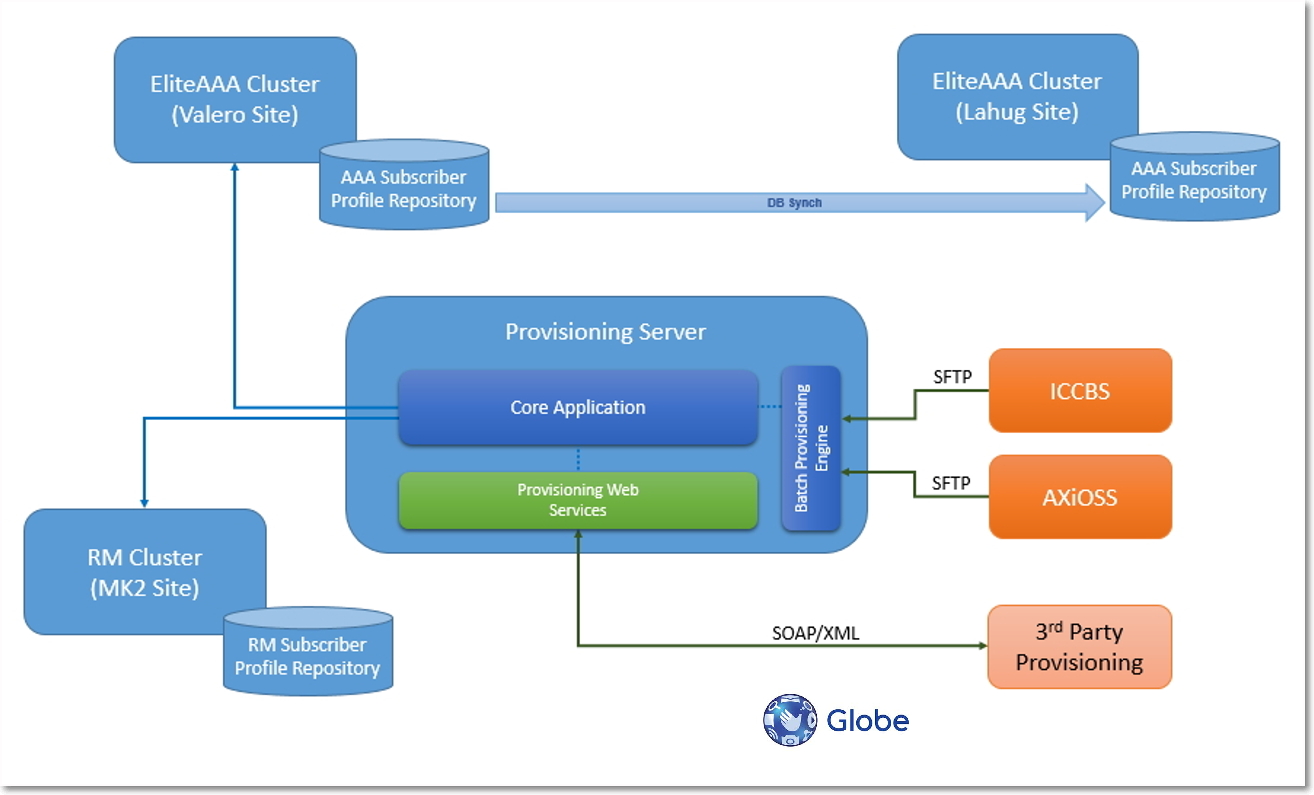 EliteAAA Cluster
(Valero Site)
AAA Subscriber
Profile Repository
DB Synch
EliteAAA Cluster
(Lahug Site)
AAA Subscriber
Profile Repository
Provisioning Server
Core Application
Provisioning Web
Services
Batch Provisioning
Engine
SFTP
ICCBS
SFTP
AXiOSS
RM Cluster
(MK2 Site)
RM Subscriber
Profile Repository
SOAP/XML
3rd Party
Provisioning
Globe